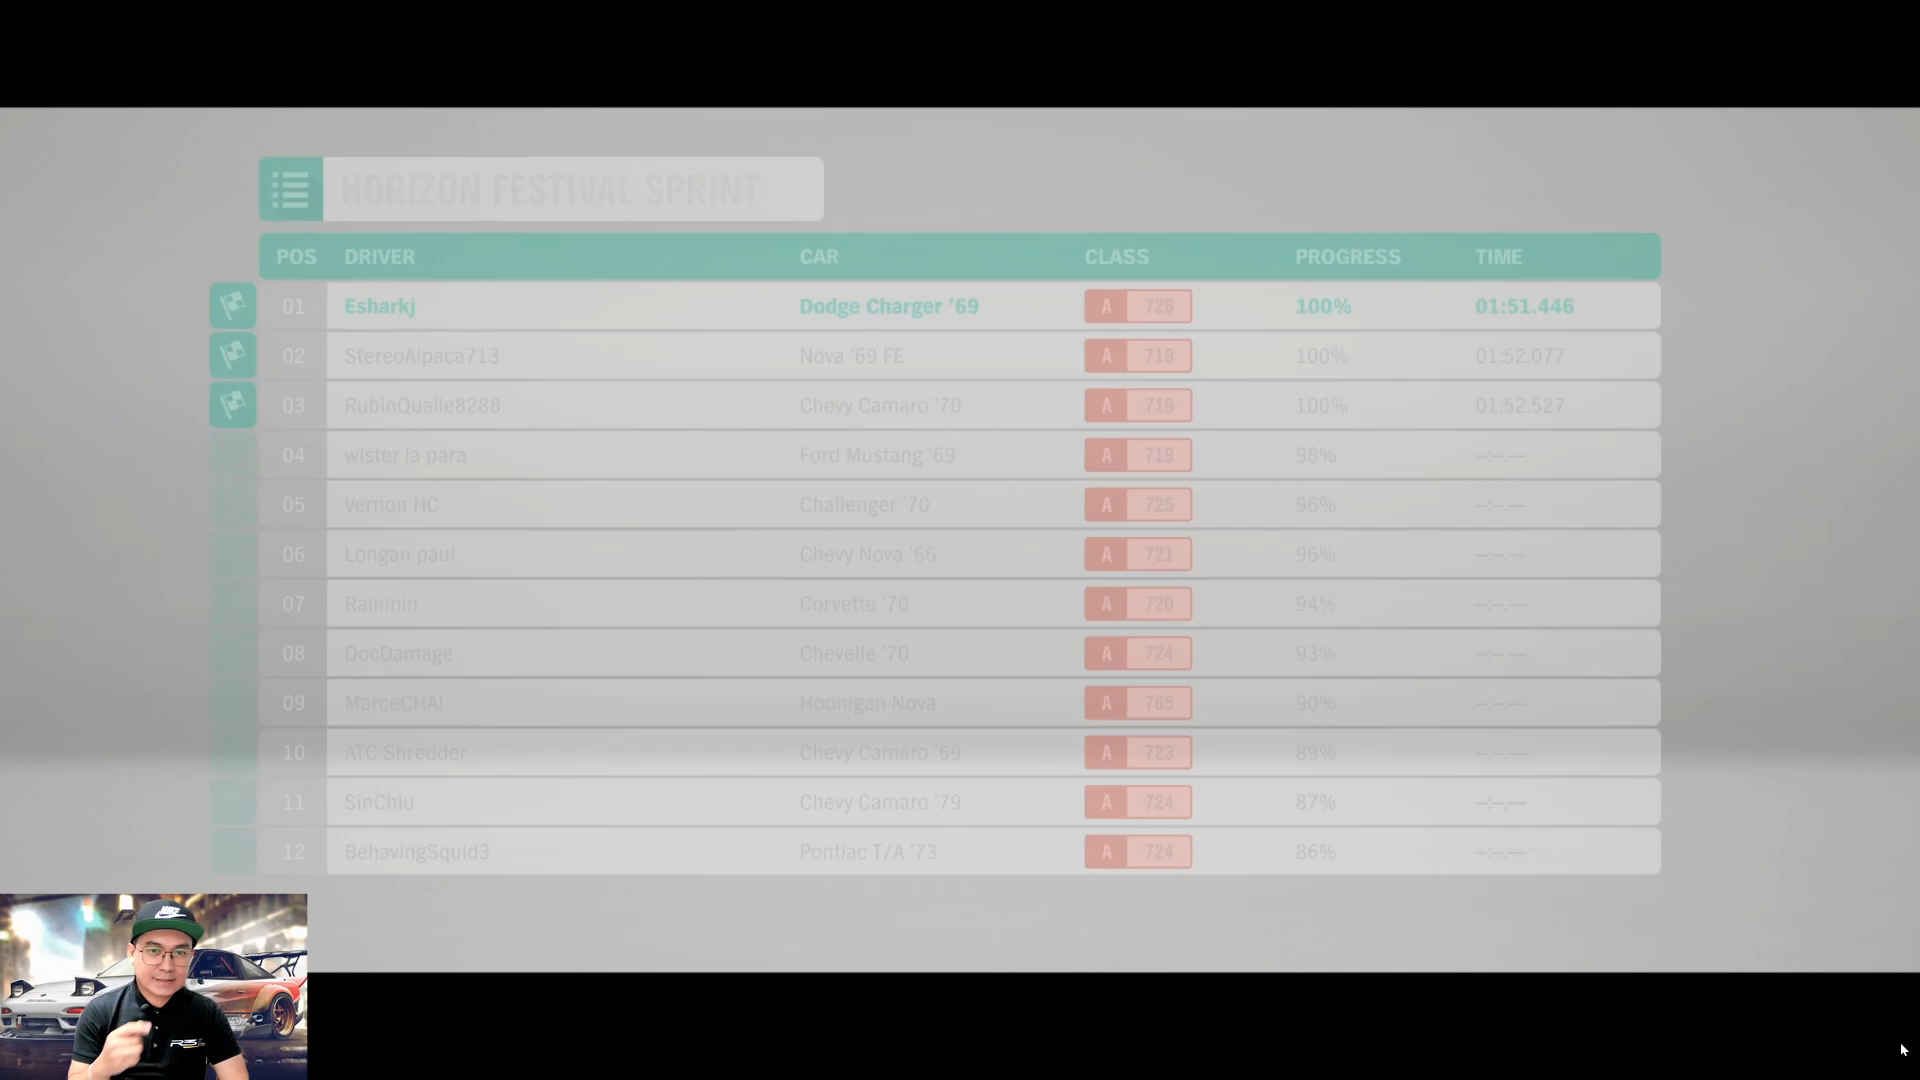 HORIZON FESTIVAL SPRINT
POS DRIVER CAR CLASS PROGRESS TIME
01 Esharkj Dodge Charger '69 A 726 100% 01:51.446
02 StereoAlpaca713 Nova '69 FE A 719 100% 01:52.077
03 RubinQualle8288 Chevy Camaro '70 A 719 100% 01:52.527
04 wister la para Ford Mustang '69 A 719 98% --:--.---
05 Vernon HC Challenger '70 A 725 96% --:--.---
06 Longan paul Chevy Nova '66 A 721 96% --:--.---
07 Raininin Corvette '70 A 720 94% --:--.---
08 DocDamage Chevelle '70 A 724 93% --:--.---
09 MarceCHAI Hoonigan Nova A 765 90% --:--.---
10 ATC Shredder Chevy Camaro '69 A 723 89% --:--.---
11 SinChiu Chevy Camaro '79 A 724 87% --:--.---
12 BehavingSquid3 Pontiac T/A '73 A 724 86% --:--.---
NIKE